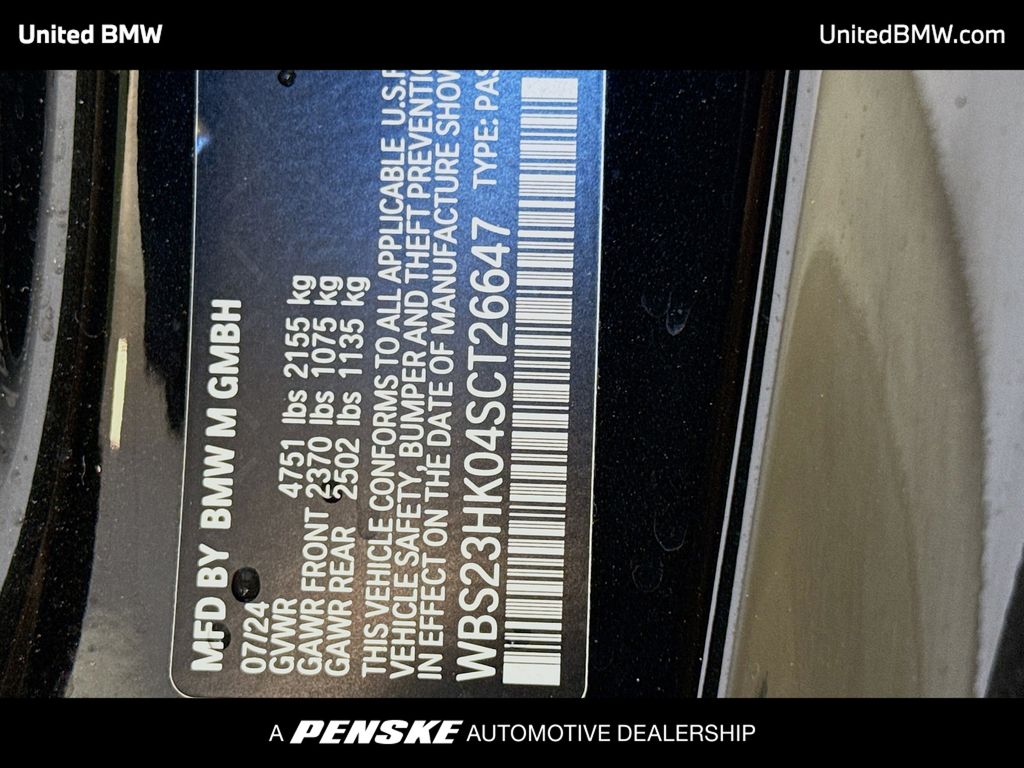 United BMW
UnitedBMW.com
MFD BY BMW M GMBH
07/24
GVWR 4751 lbs 2155 kg
GAWR FRONT 2370 lbs 1075 kg
GAWR REAR 2502 lbs 1135 kg
THIS VEHICLE CONFORMS TO ALL APPLICABLE U.S.F
VEHICLE SAFETY, BUMPER AND THEFT PREVENTIO
IN EFFECT ON THE DATE OF MANUFACTURE SHOW
WBS23HK04SCT26647 TYPE: PAS
A PENSKE AUTOMOTIVE DEALERSHIP